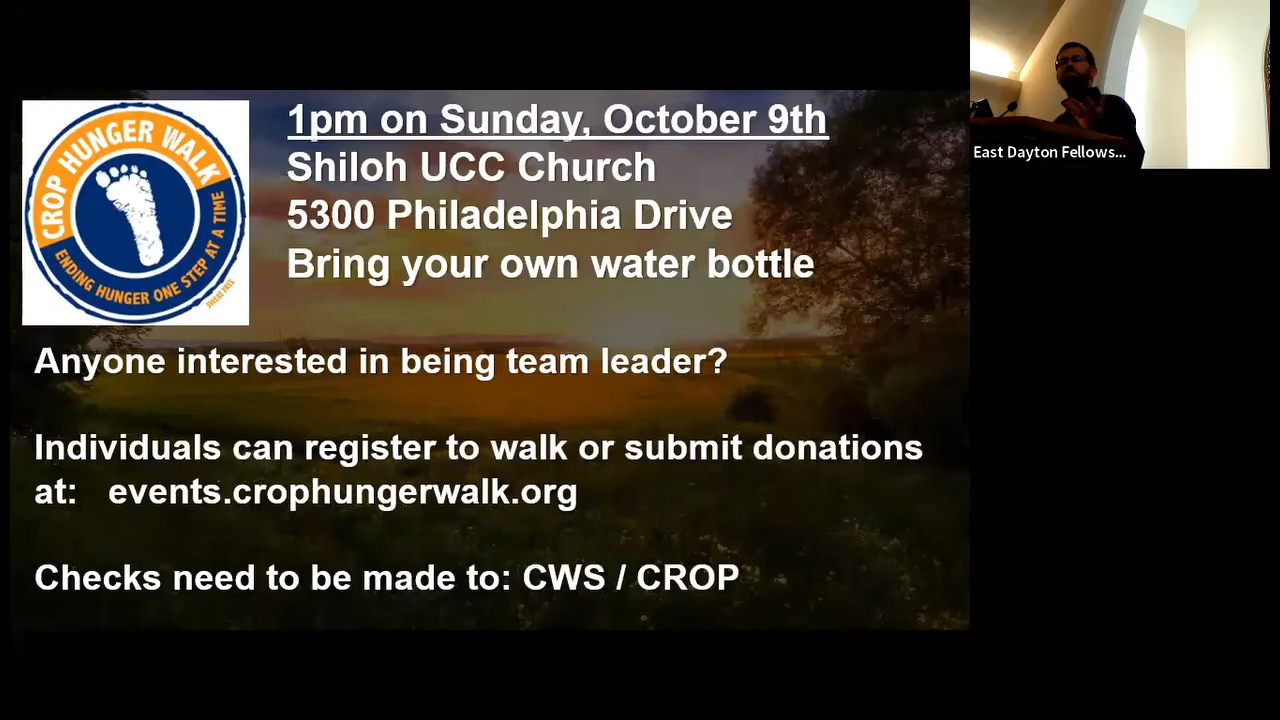 CROP HUNGER WALK
ENDING HUNGER ONE STEP AT A TIME
SWEAT FREE
1pm on Sunday, October 9th
Shiloh UCC Church
5300 Philadelphia Drive
Bring your own water bottle
East Dayton Fellows...
Anyone interested in being team leader?
Individuals can register to walk or submit donations
at: events.crophungerwalk.org
Checks need to be made to: CWS / CROP